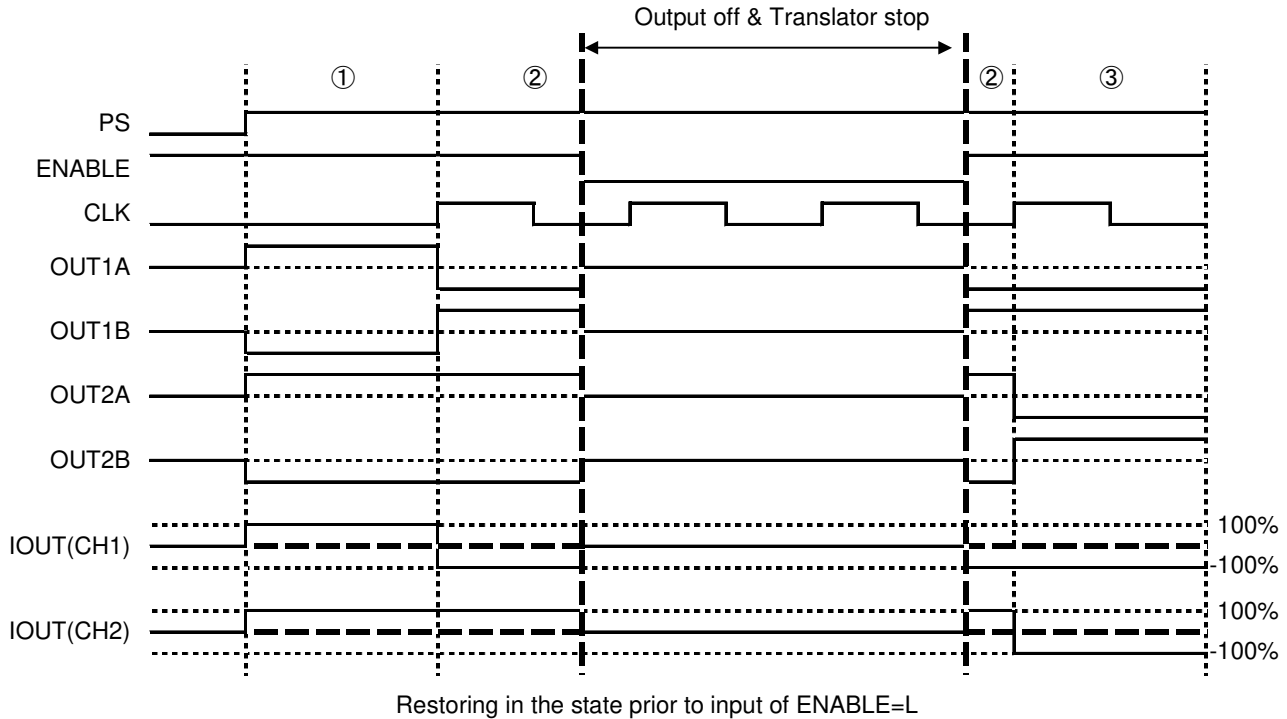 Output off & Translator stop
① ② ② ③
PS
ENABLE
CLK
OUT1A
OUT1B
OUT2A
OUT2B
IOUT(CH1)
100%
-100%
IOUT(CH2)
100%
-100%
Restoring in the state prior to input of ENABLE=L